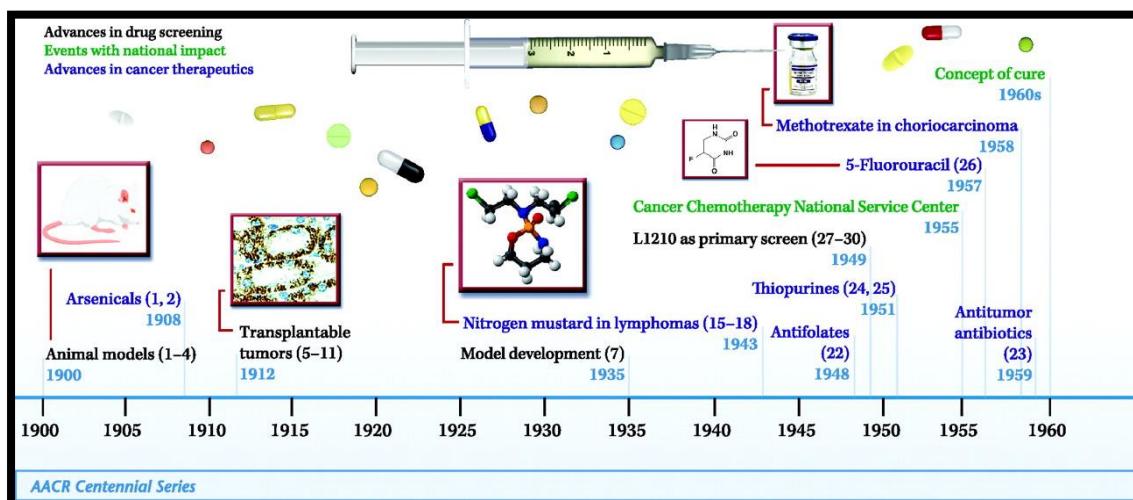 Advances in drug screening
Events with national impact
Advances in cancer therapeutics
3 2 1
Concept of cure
1960s
Methotrexate in choriocarcinoma
1958
H
N
O
F
NH
O
5-Fluorouracil (26)
1957
Cancer Chemotherapy National Service Center
1955
L1210 as primary screen (27–30)
1949
Arsenicals (1, 2)
1908
Thiopurines (24, 25)
1951
Animal models (1–4)
1900
Transplantable
tumors (5–11)
1912
Nitrogen mustard in lymphomas (15–18)
1943
Model development (7)
1935
Antifolates
(22)
1948
Antitumor
antibiotics
(23)
1959
1900 1905 1910 1915 1920 1925 1930 1935 1940 1945 1950 1955 1960
AACR Centennial Series